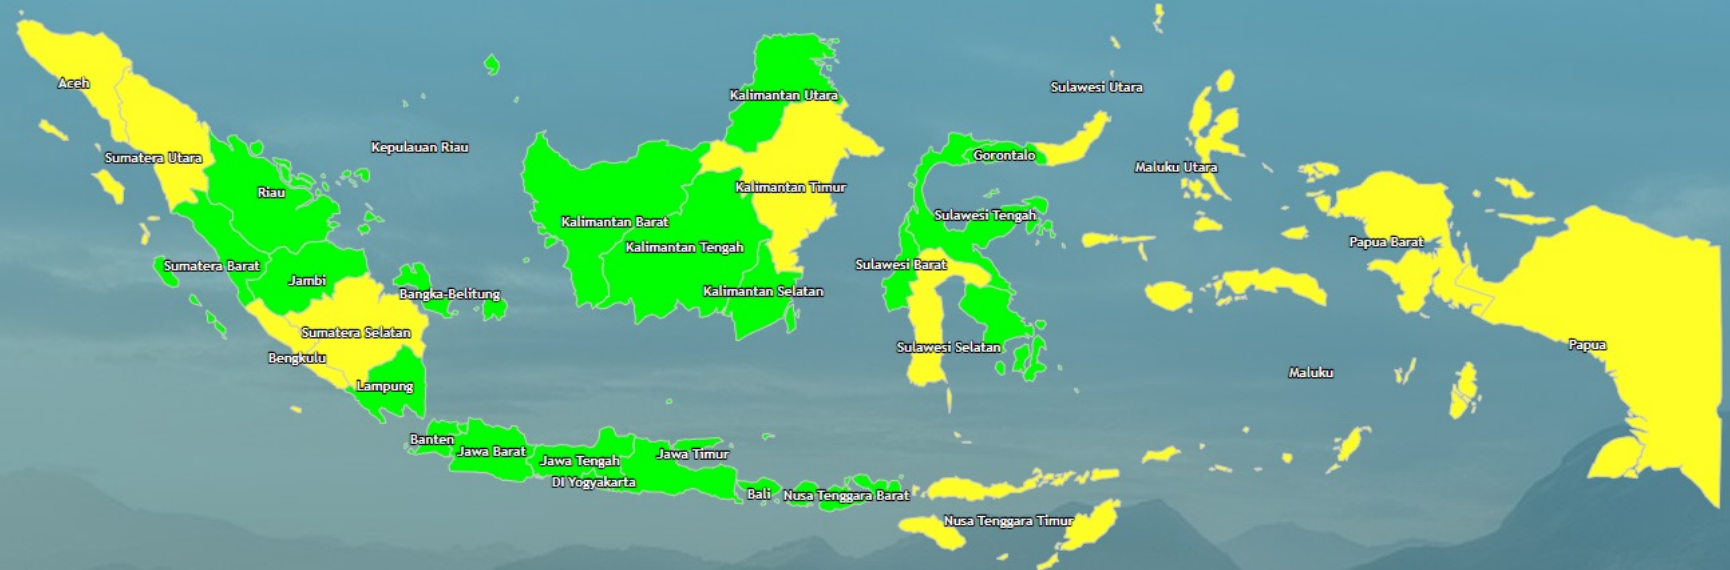 Aceh
Sulawesi Utara
Kalimantan Utara
Kepulauan Riau
Sumatera Utara
Gorontalo
Maluku Utara
Riau
Kalimantan Timur
Kalimantan Barat
Sulawesi Tengah
Kalimantan Tengah
Papua Barat
Sumatera Barat
Sulawesi Barat
Jambi
Bangka-Belitung
Kalimantan Selatan
Sumatera Selatan
Sulawesi Selatan
Papua
Bengkulu
Maluku
Lampung
Banten
Jawa Barat
Jawa Tengah
Jawa Timur
DI Yogyakarta
Bali
Nusa Tenggara Barat
Nusa Tenggara Timur